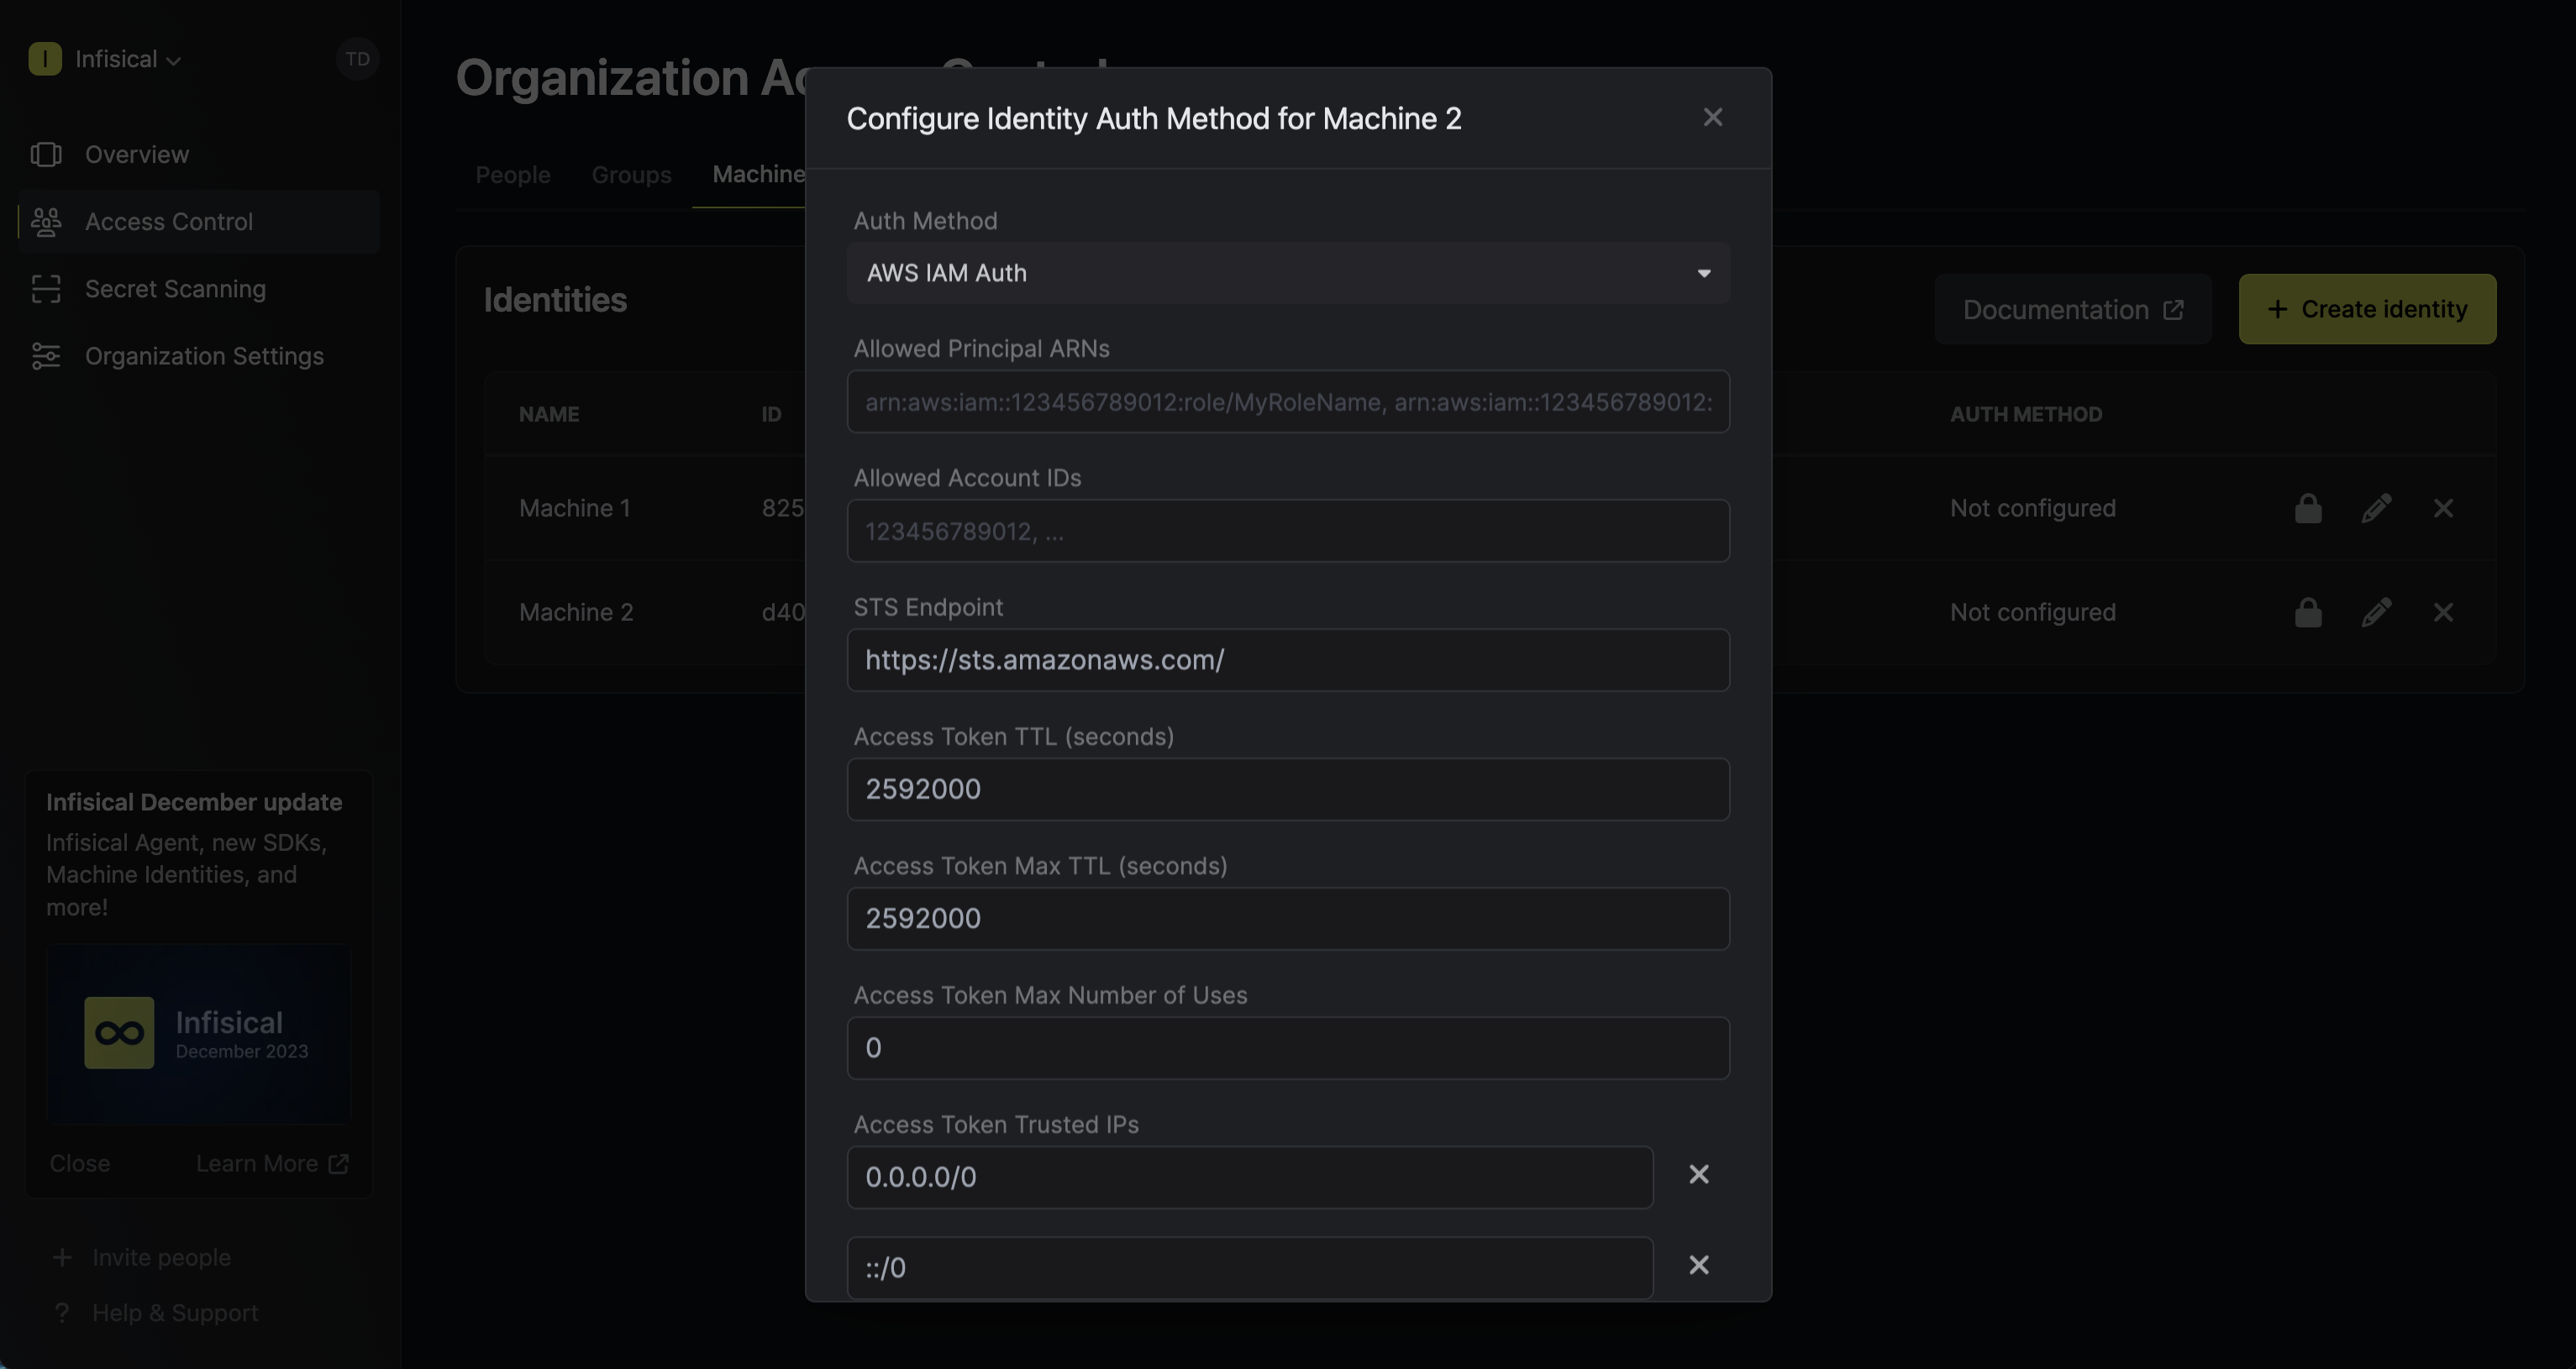 I
Infisical
TD
Overview
Access Control
Secret Scanning
Organization Settings
Infisical December update
Infisical Agent, new SDKs,
Machine Identities, and
more!
Infisical
December 2023
Close
Learn More
+ Invite people
? Help & Support
Organization
People
Groups
Machine
Identities
Documentation
+ Create identity
NAME
ID
AUTH METHOD
Machine 1
825
Not configured
Machine 2
d40
Not configured
Configure Identity Auth Method for Machine 2
Auth Method
AWS IAM Auth
Allowed Principal ARNs
arn:aws:iam::123456789012:role/MyRoleName, arn:aws:iam::123456789012:
Allowed Account IDs
123456789012, ...
STS Endpoint
https://sts.amazonaws.com/
Access Token TTL (seconds)
2592000
Access Token Max TTL (seconds)
2592000
Access Token Max Number of Uses
0
Access Token Trusted IPs
0.0.0.0/0
::/0